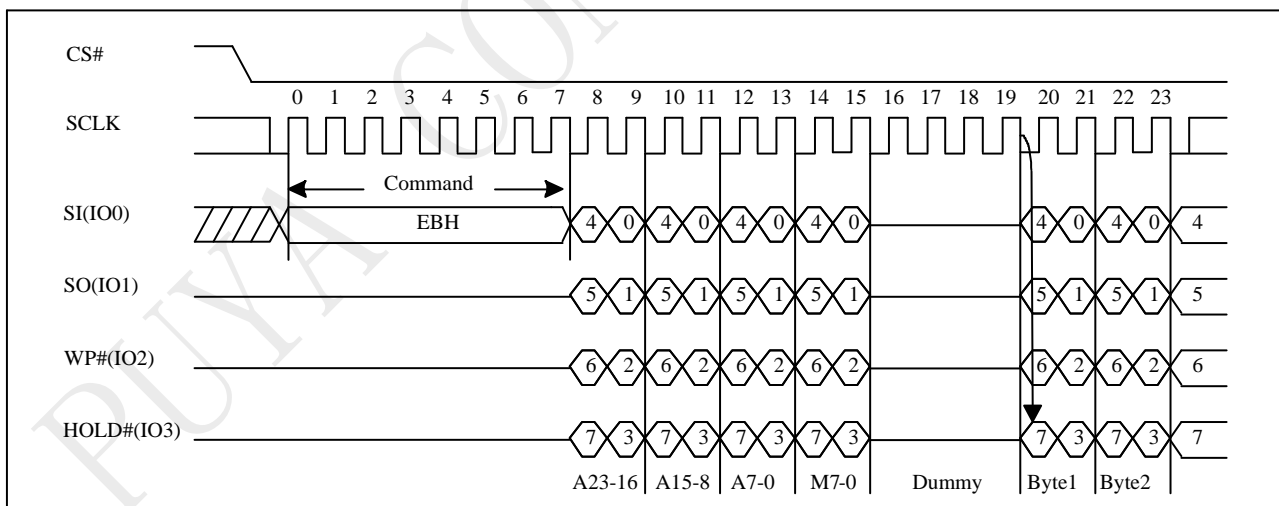 CS#
0 1 2 3 4 5 6 7 8 9 10 11 12 13 14 15 16 17 18 19 20 21 22 23
SCLK
Command
SI(IO0) EBH 4 0 4 0 4 0 4 0 4 0 4 0 4
SO(IO1) 5 1 5 1 5 1 5 1 5 1 5 1 5
WP#(IO2) 6 2 6 2 6 2 6 2 6 2 6 2 6
HOLD#(IO3) 7 3 7 3 7 3 7 3 7 3 7 3 7
A23-16 A15-8 A7-0 M7-0 Dummy Byte1 Byte2
PUYA